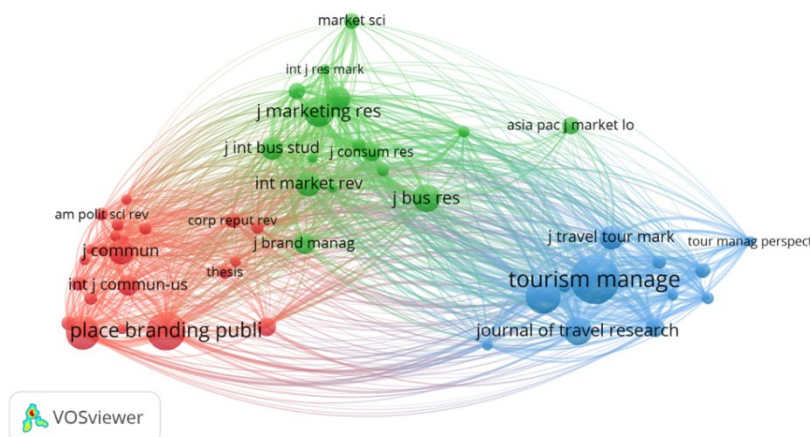 market sci
int j res mark
j marketing res
asia pac j market lo
j int bus stud
j consum res
int market rev
j bus res
am polit sci rev
corp reput rev
j commun
j brand manag
j travel tour mark
tour manag perspect
thesis
int j commun-us
tourism manage
place branding publi
journal of travel research
VOSviewer